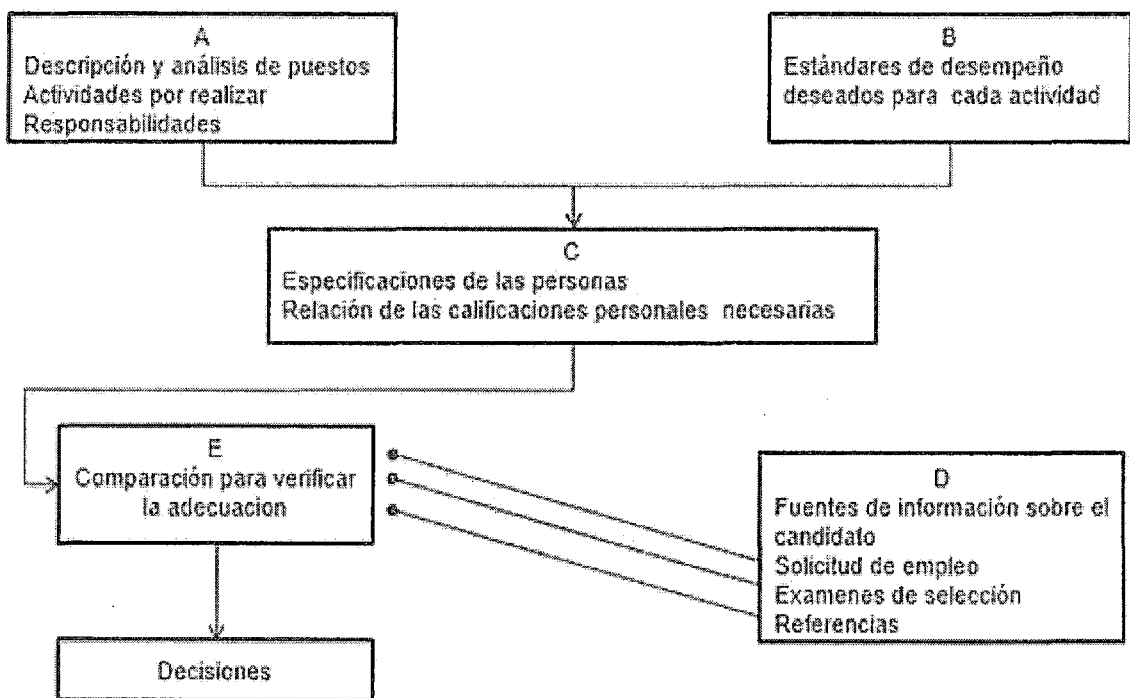 A
Descripción y análisis de puestos
Actividades por realizar
Responsabilidades
B
Estándares de desempeño
deseados para cada actividad
C
Especificaciones de las personas
Relación de las calificaciones personales necesarias
E
Comparación para verificar
la adecuacion
D
Fuentes de información sobre el
candidato
Solicitud de empleo
Examenes de selección
Referencias
Decisiones